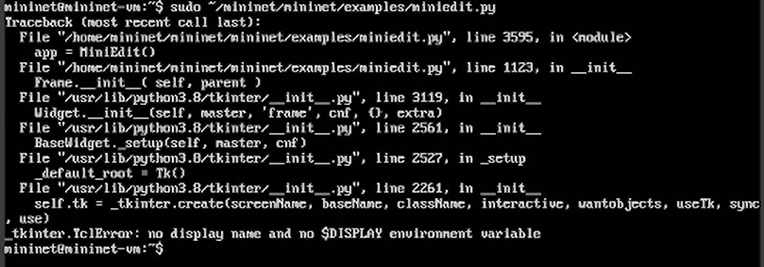 mininet@mininet-vm:~$ sudo ~/mininet/mininet/examples/miniedit.py
Traceback (most recent call last):
  File "/home/mininet/mininet/mininet/examples/miniedit.py", line 3595, in <module>
    app = MiniEdit()
  File "/home/mininet/mininet/mininet/examples/miniedit.py", line 1123, in __init__
    Frame.__init__( self, parent )
  File "/usr/lib/python3.8/tkinter/__init__.py", line 3119, in __init__
    Widget.__init__(self, master, 'frame', cnf, {}, extra)
  File "/usr/lib/python3.8/tkinter/__init__.py", line 2561, in __init__
    BaseWidget._setup(self, master, cnf)
  File "/usr/lib/python3.8/tkinter/__init__.py", line 2527, in _setup
    _default_root = Tk()
  File "/usr/lib/python3.8/tkinter/__init__.py", line 2261, in __init__
    self.tk = _tkinter.create(screenName, baseName, className, interactive, wantobjects, useTk, sync
, use)
_tkinter.TclError: no display name and no $DISPLAY environment variable
mininet@mininet-vm:~$